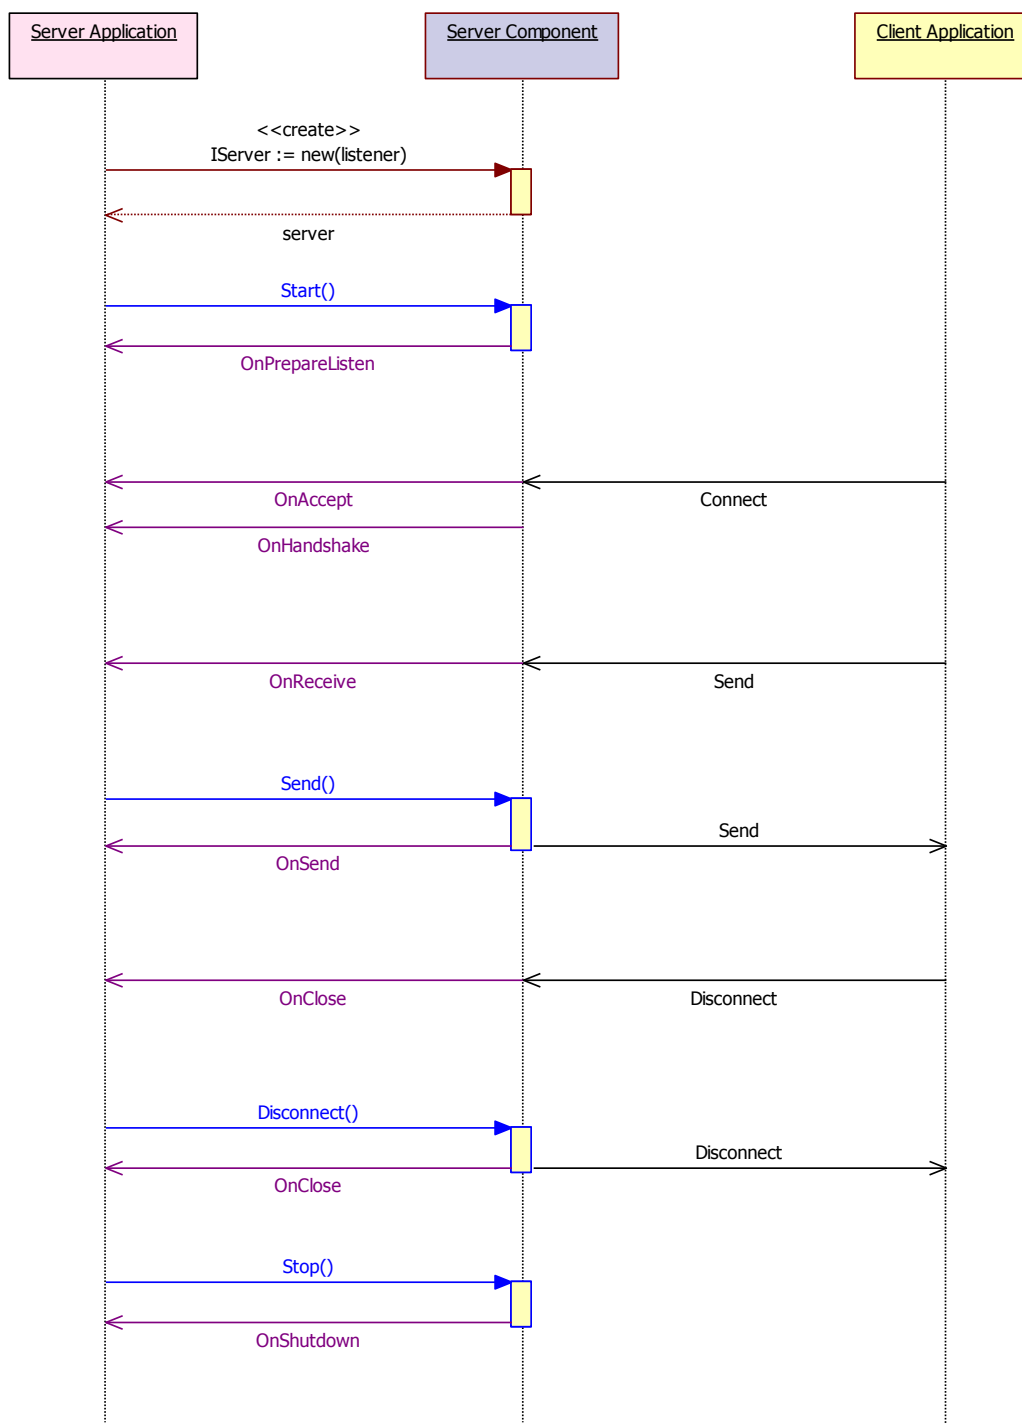 Server Application
Server Component
Client Application
<<create>>
IServer := new(listener)
server
Start()
OnPrepareListen
OnAccept
Connect
OnHandshake
OnReceive
Send
Send()
Send
OnSend
OnClose
Disconnect
Disconnect()
Disconnect
OnClose
Stop()
OnShutdown